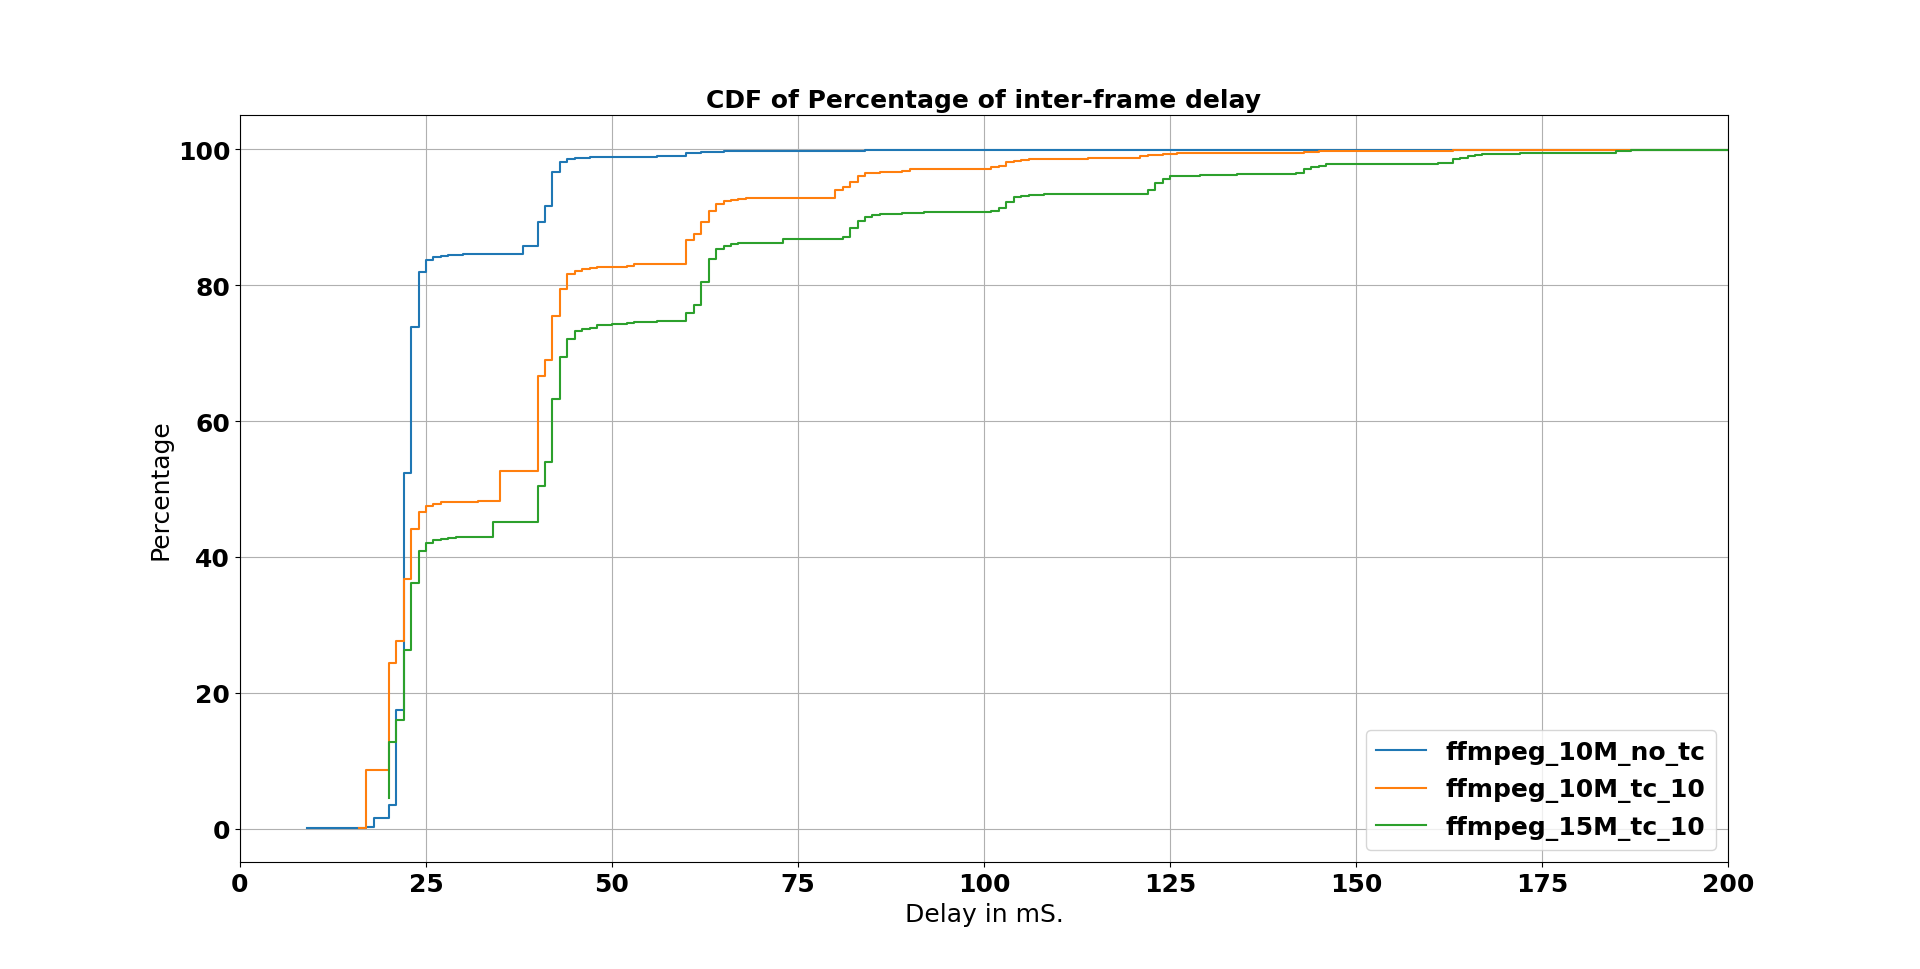 CDF of Percentage of inter-frame delay
Percentage
100
80
60
40
20
0
0 25 50 75 100 125 150 175 200
Delay in mS.
ffmpeg_10M_no_tc
ffmpeg_10M_tc_10
ffmpeg_15M_tc_10